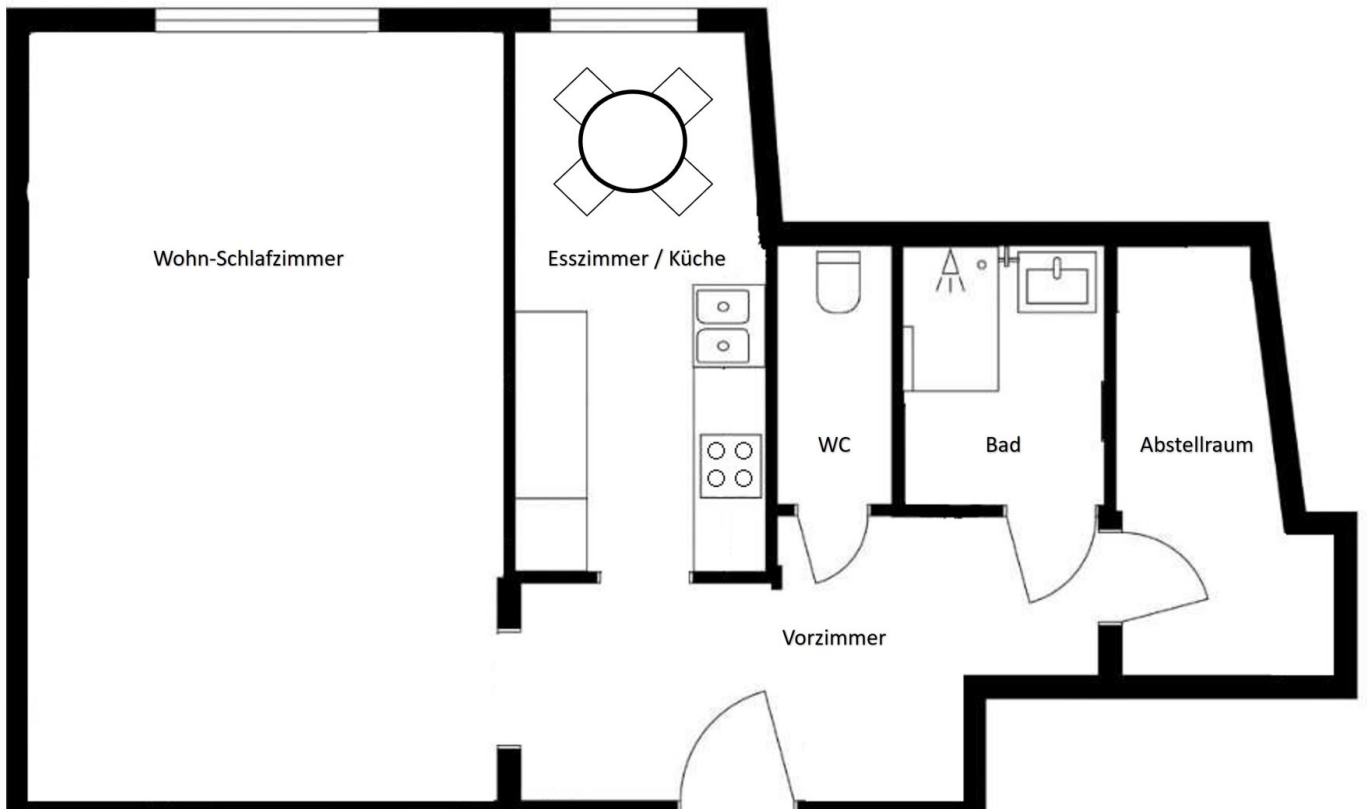 Wohn-Schlafzimmer
Esszimmer / Küche
WC
Bad
Abstellraum
Vorzimmer